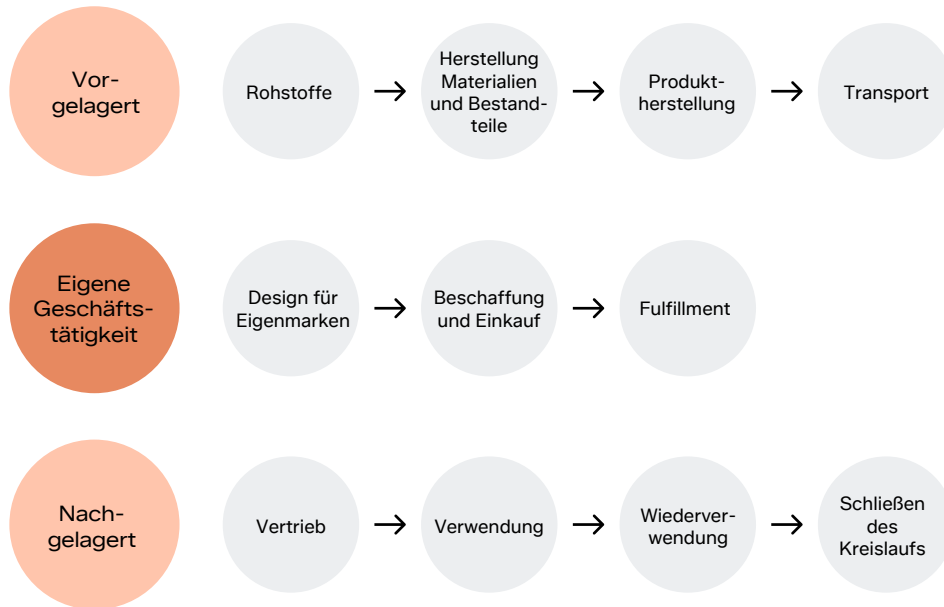 Vor-
gelagert
Rohstoffe
Herstellung
Materialien
und Bestand-
teile
Produkt-
herstellung
Transport
Eigene
Geschäfts-
tätigkeit
Design für
Eigenmarken
Beschaffung
und Einkauf
Fulfillment
Nach-
gelagert
Vertrieb
Verwendung
Wiederver-
wendung
Schließen
des
Kreislaufs